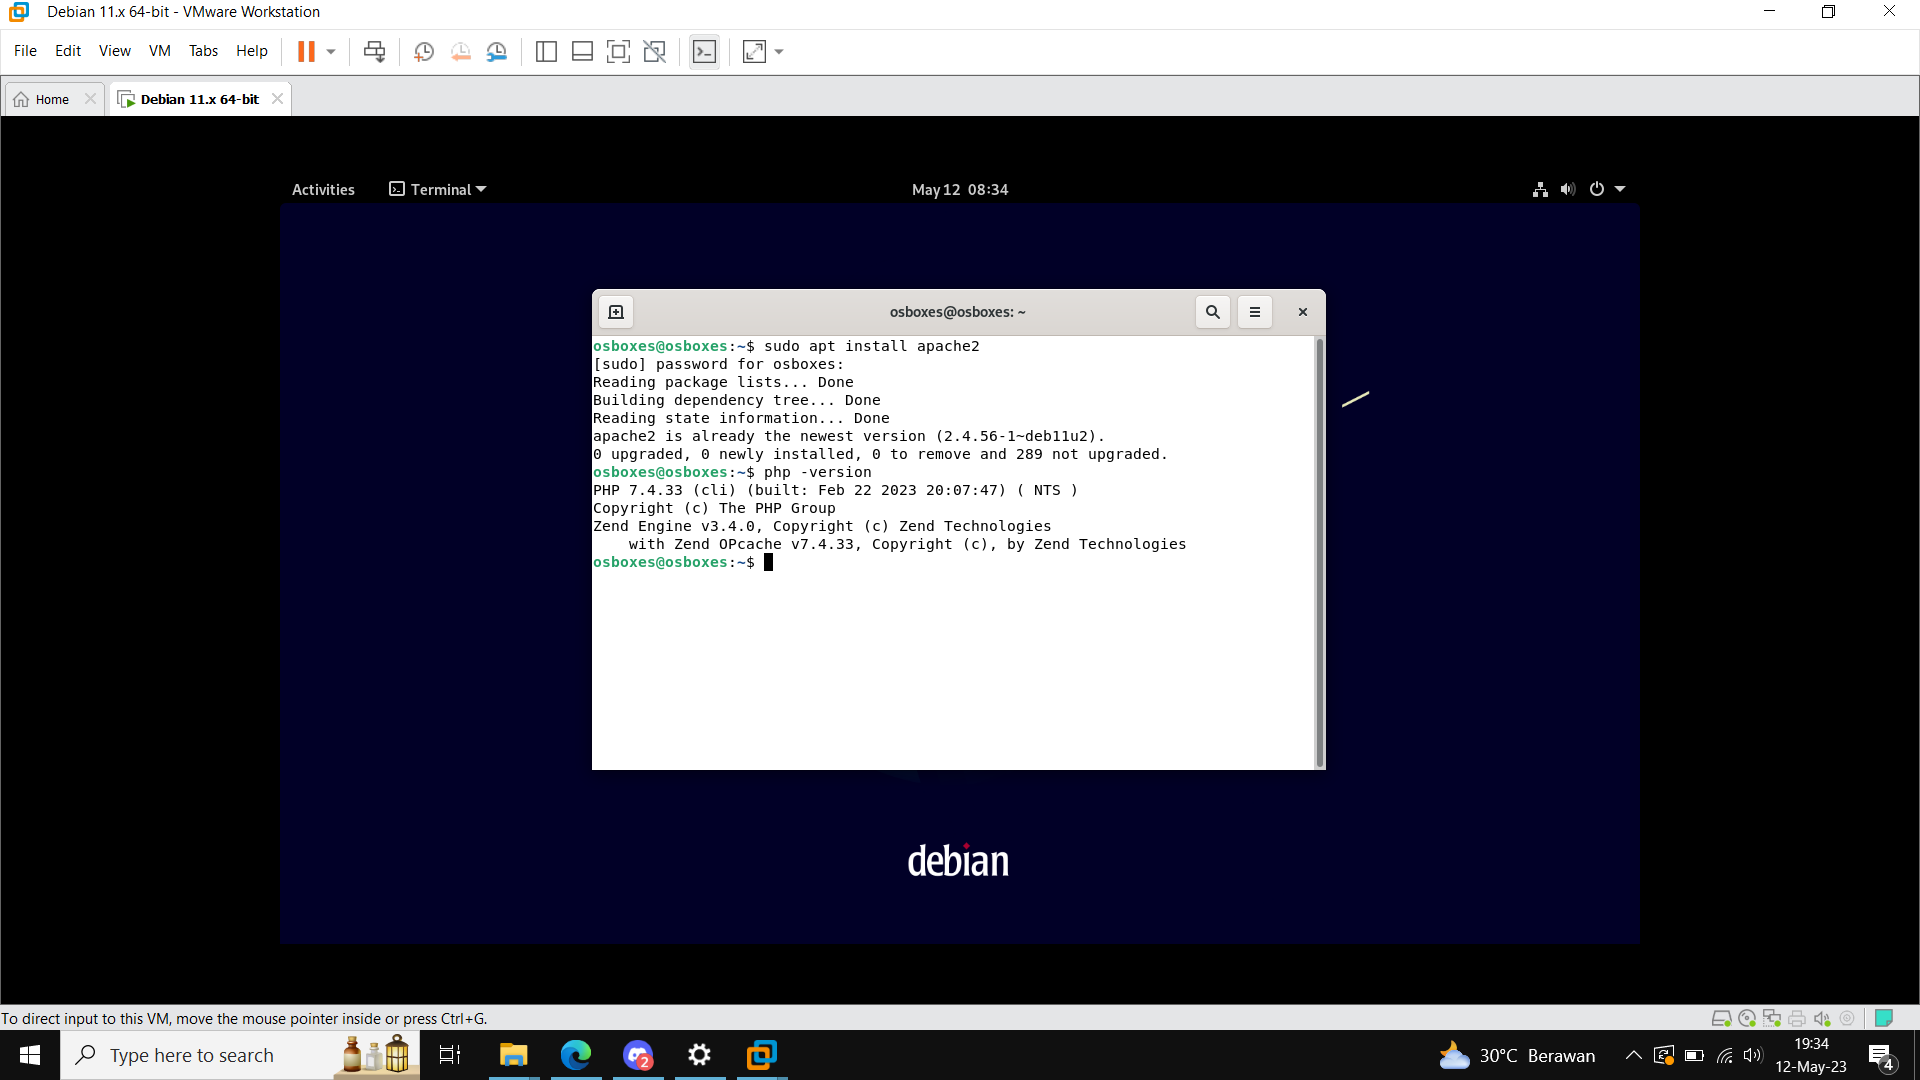 Debian 11.x 64-bit - VMware Workstation
File Edit View VM Tabs Help
Home
Debian 11.x 64-bit
Activities Terminal May 12 08:34
osboxes@osboxes: ~
osboxes@osboxes:~$ sudo apt install apache2
[sudo] password for osboxes:
Reading package lists... Done
Building dependency tree... Done
Reading state information... Done
apache2 is already the newest version (2.4.56-1~deb11u2).
0 upgraded, 0 newly installed, 0 to remove and 289 not upgraded.
osboxes@osboxes:~$ php -version
PHP 7.4.33 (cli) (built: Feb 22 2023 20:07:47) ( NTS )
Copyright (c) The PHP Group
Zend Engine v3.4.0, Copyright (c) Zend Technologies
    with Zend OPcache v7.4.33, Copyright (c), by Zend Technologies
osboxes@osboxes:~$
debian
To direct input to this VM, move the mouse pointer inside or press Ctrl+G.
Type here to search
2
30°C Berawan
19:34
12-May-23
4